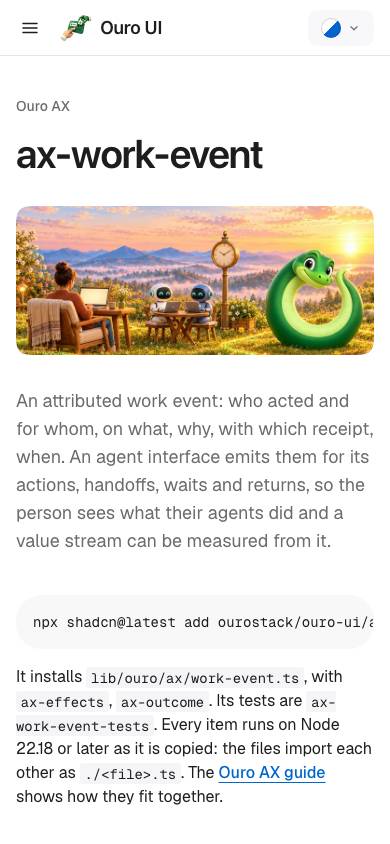 Ouro UI
Ouro AX
ax-work-event
An attributed work event: who acted and
for whom, on what, why, with which receipt,
when. An agent interface emits them for its
actions, handoffs, waits and returns, so the
person sees what their agents did and a
value stream can be measured from it.
npx shadcn@latest add ourostack/ouro-ui/a
It installs lib/ouro/ax/work-event.ts, with
ax-effects, ax-outcome. Its tests are ax-
work-event-tests. Every item runs on Node
22.18 or later as it is copied: the files import each
other as ./<file>.ts. The Ouro AX guide
shows how they fit together.